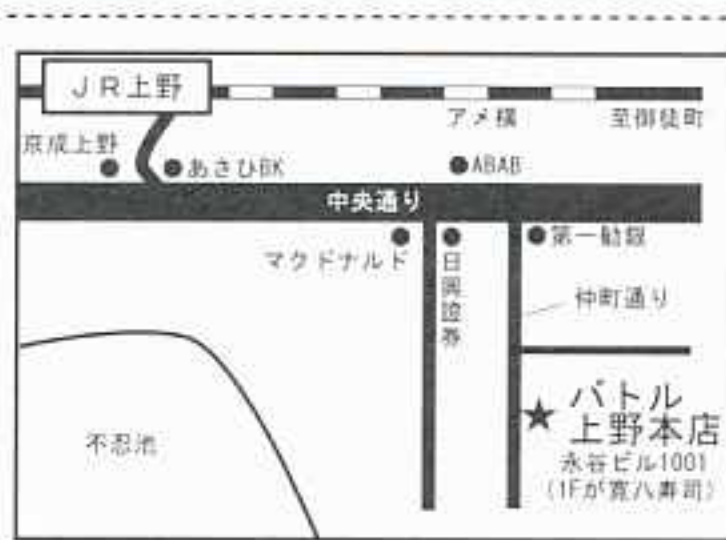 JR上野
アメ横
至御徒町
京成上野
あさひBK
ABAB
中央通り
マクドナルド
日興證券
第一勧銀
仲町通り
不忍池
バトル
上野本店
永谷ビル1001
(1Fが寛八寿司)